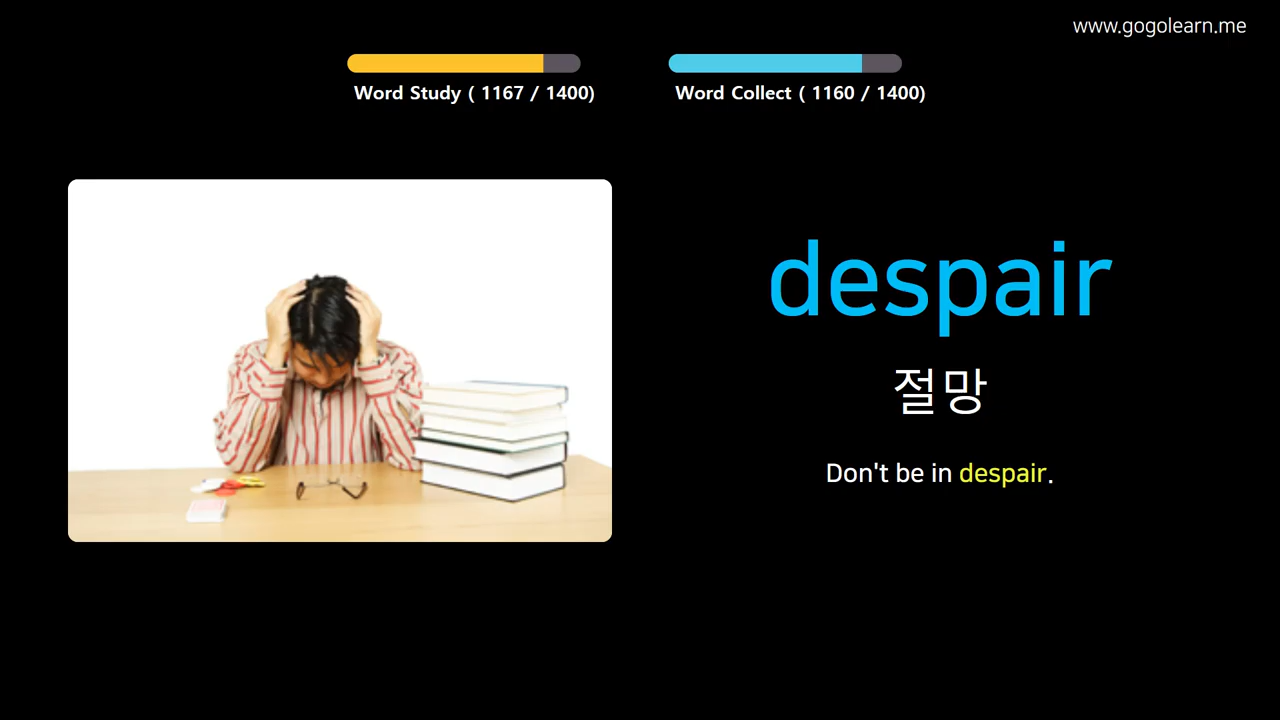 www.gogolearn.me
Word Study ( 1167 / 1400)
Word Collect ( 1160 / 1400)
despair
절망
Don't be in despair.